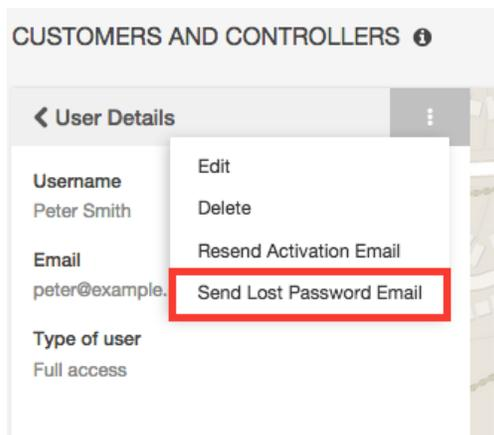 CUSTOMERS AND CONTROLLERS
User Details
Edit
Username
Peter Smith
Delete
Resend Activation Email
Email
peter@example.
Send Lost Password Email
Type of user
Full access